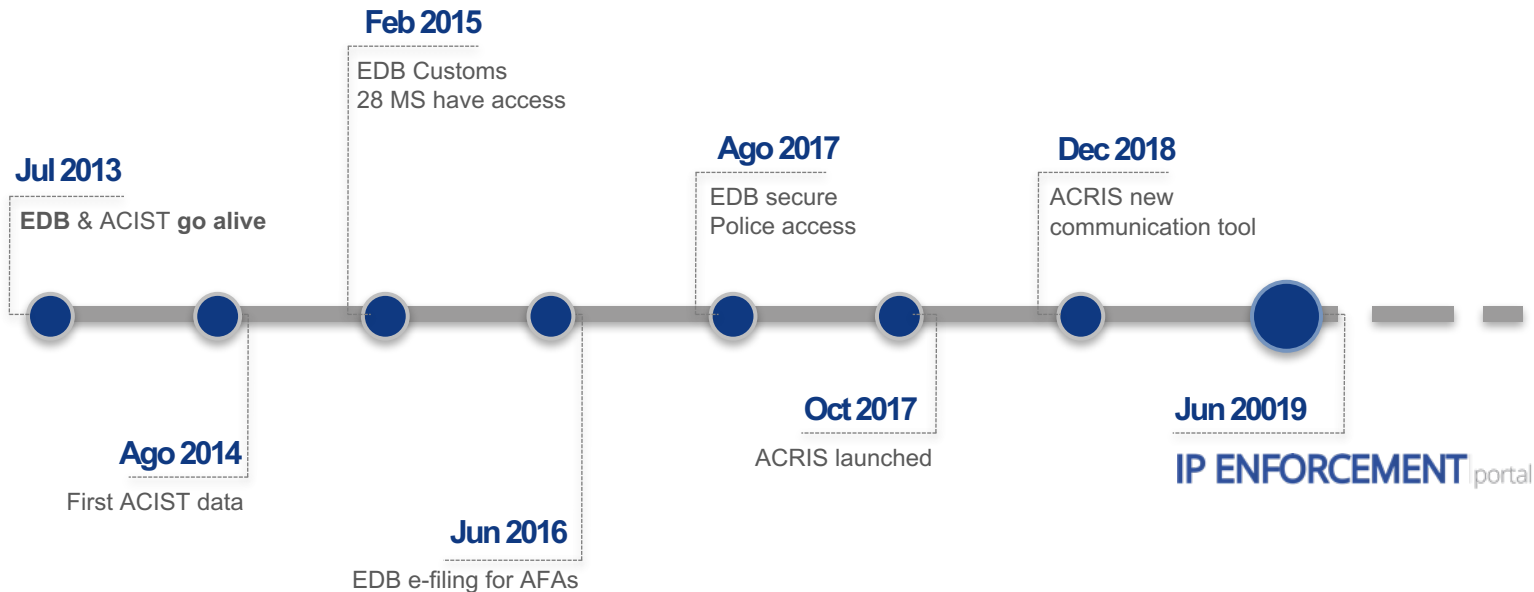 Jul 2013
EDB & ACIST go alive
Ago 2014
First ACIST data
Feb 2015
EDB Customs
28 MS have access
Jun 2016
EDB e-filing for AFAs
Ago 2017
EDB secure
Police access
Oct 2017
ACRIS launched
Dec 2018
ACRIS new
communication tool
Jun 20019
IP ENFORCEMENT portal